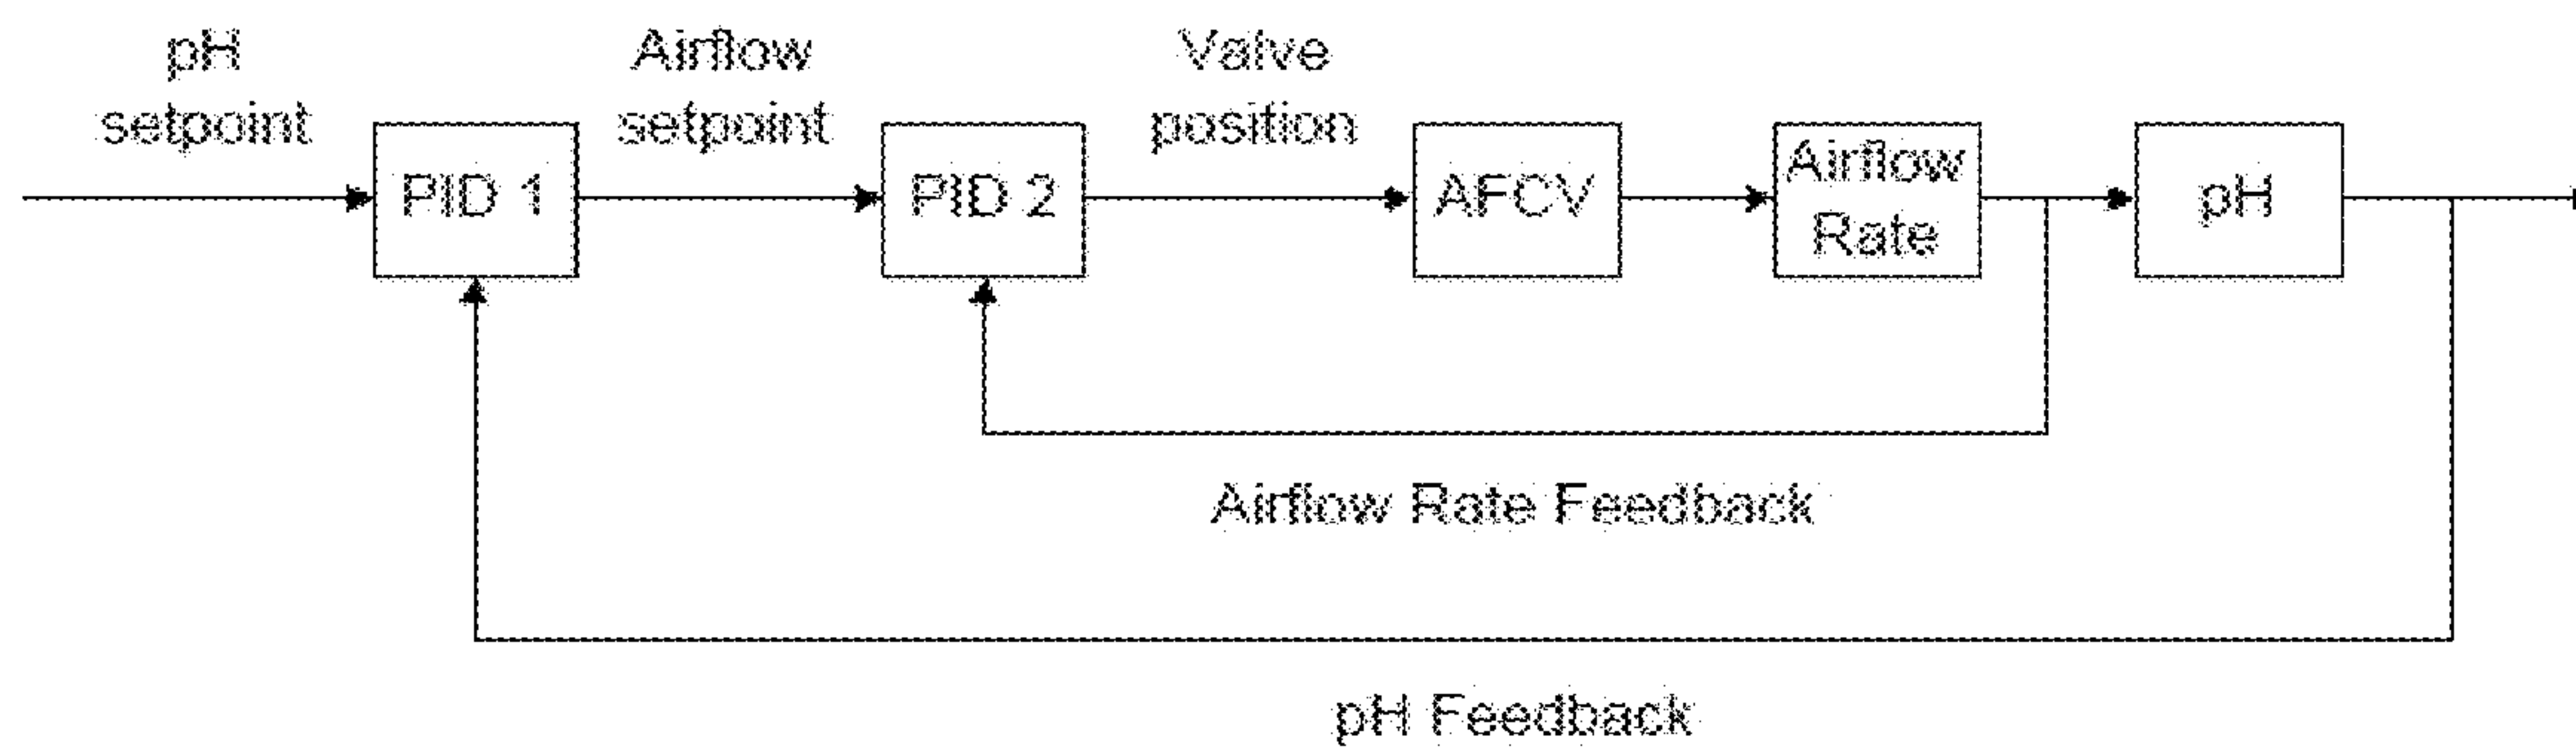 pH
setpoint
Airflow
setpoint
Valve
position
PID 1
PID 2
AFCV
Airflow
Rate
pH
Airflow Rate Feedback
pH Feedback